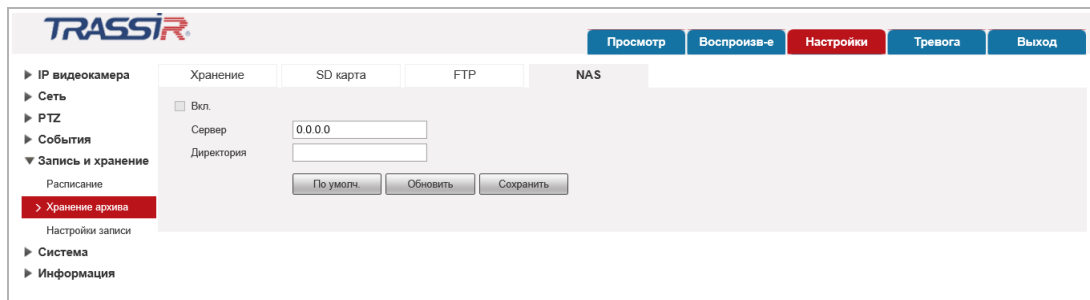 TRASSIR
Просмотр Воспроизв-е Настройки Тревога Выход
IP видеокамера
Сеть
PTZ
События
Запись и хранение
Расписание
> Хранение архива
Настройки записи
Система
Информация
Хранение SD карта FTP NAS
Вкл.
Сервер 0.0.0.0
Директория
По умолч. Обновить Сохранить